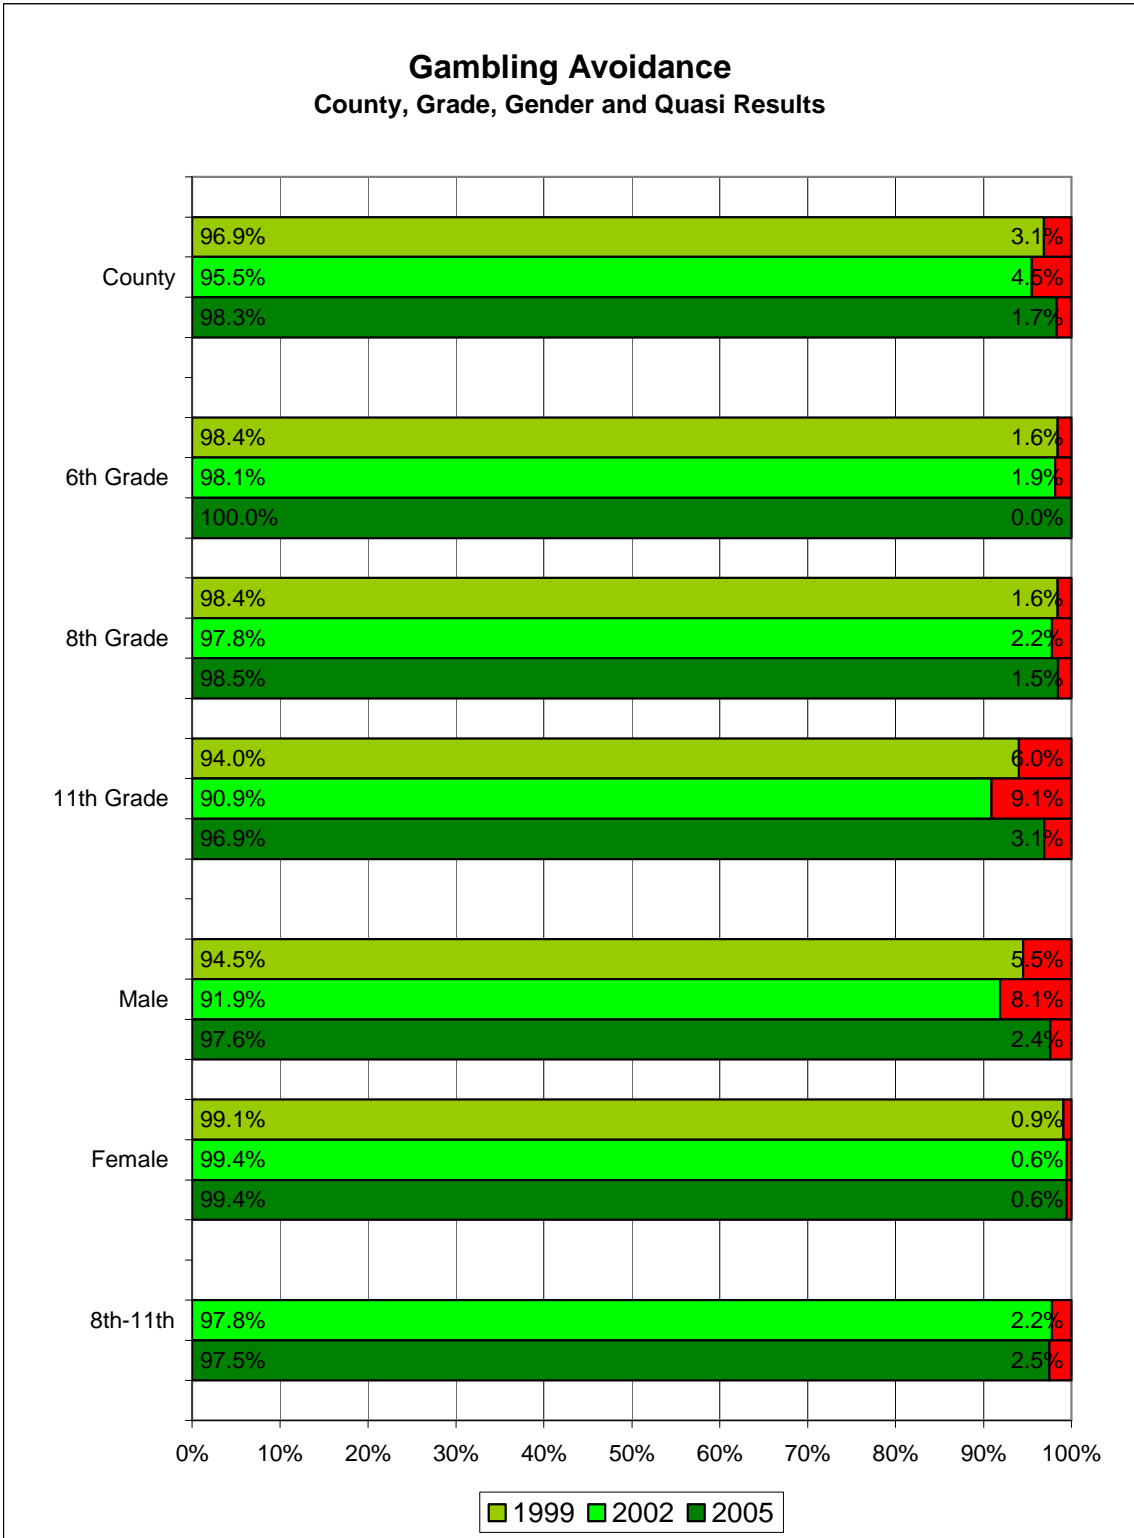 Gambling Avoidance
County, Grade, Gender and Quasi Results
96.9% 3.1%
County 95.5% 4.5%
98.3% 1.7%
98.4% 1.6%
6th Grade 98.1% 1.9%
100.0% 0.0%
98.4% 1.6%
8th Grade 97.8% 2.2%
98.5% 1.5%
94.0% 6.0%
11th Grade 90.9% 9.1%
96.9% 3.1%
94.5% 5.5%
Male 91.9% 8.1%
97.6% 2.4%
99.1% 0.9%
Female 99.4% 0.6%
99.4% 0.6%
8th-11th 97.8% 2.2%
97.5% 2.5%
0% 10% 20% 30% 40% 50% 60% 70% 80% 90% 100%
1999 2002 2005